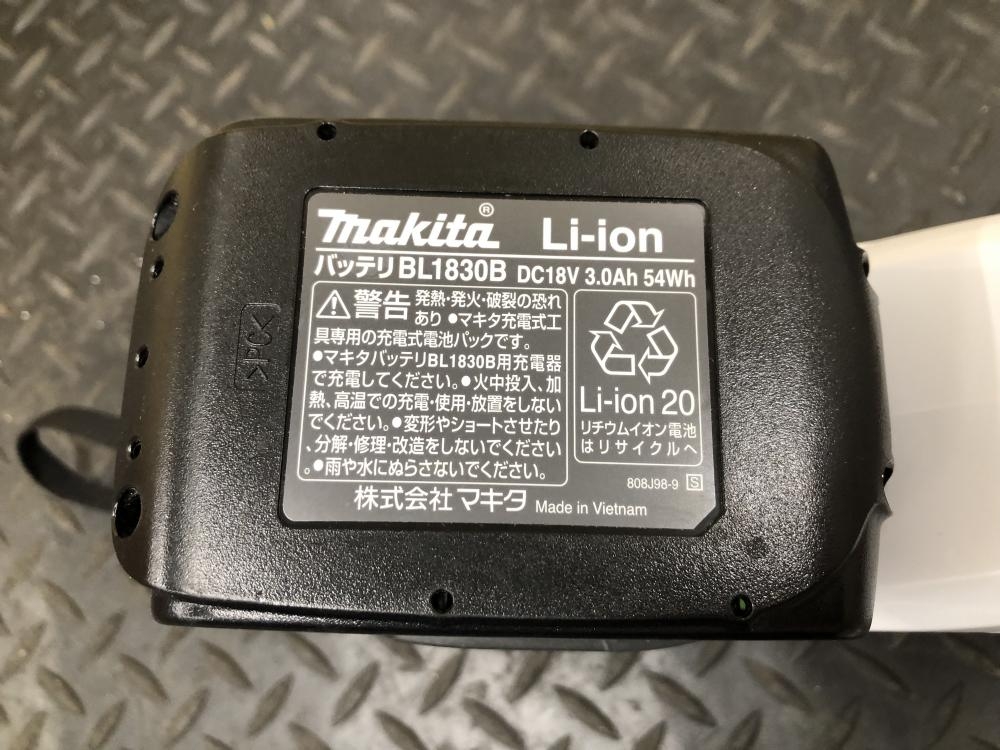 makita® Li-ion
バッテリBL1830B DC18V 3.0Ah 54Wh
警告 発熱・発火・破裂の恐れ
あり ●マキタ充電式工
具専用の充電式電池パックです。
●マキタバッテリBL1830B用充電器
で充電してください。●火中投入、加
熱、高温での充電・使用・放置をしない
でください。●変形やショートさせたり
、分解・修理・改造をしないでください
。●雨や水にぬらさないでください。
Li-ion 20
リチウムイオン電池
はリサイクルへ
808J98-9 S
株式会社マキタ Made in Vietnam
>PC<